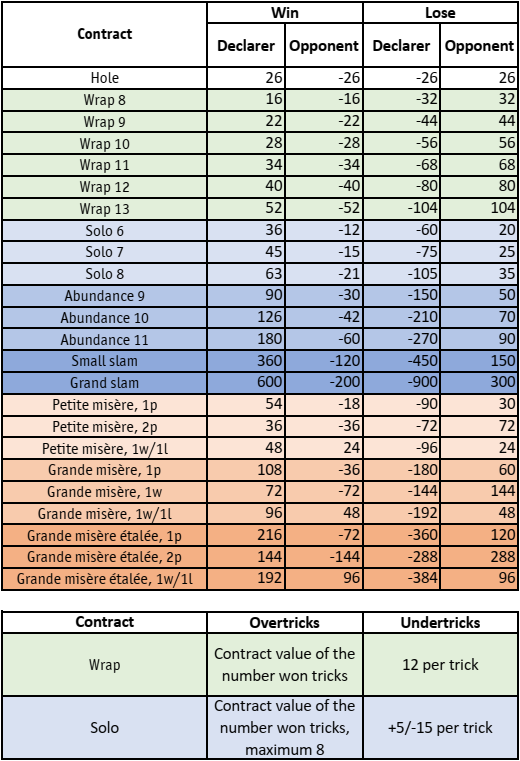 Contract Win Lose
Declarer Opponent Declarer Opponent
Hole 26 -26 -26 26
Wrap 8 16 -16 -32 32
Wrap 9 22 -22 -44 44
Wrap 10 28 -28 -56 56
Wrap 11 34 -34 -68 68
Wrap 12 40 -40 -80 80
Wrap 13 52 -52 -104 104
Solo 6 36 -12 -60 20
Solo 7 45 -15 -75 25
Solo 8 63 -21 -105 35
Abundance 9 90 -30 -150 50
Abundance 10 126 -42 -210 70
Abundance 11 180 -60 -270 90
Small slam 360 -120 -450 150
Grand slam 600 -200 -900 300
Petite misère, 1p 54 -18 -90 30
Petite misère, 2p 36 -36 -72 72
Petite misère, 1w/1l 48 24 -96 24
Grande misère, 1p 108 -36 -180 60
Grande misère, 1w 72 -72 -144 144
Grande misère, 1w/1l 96 48 -192 48
Grande misère étalée, 1p 216 -72 -360 120
Grande misère étalée, 2p 144 -144 -288 288
Grande misère étalée, 1w/1l 192 96 -384 96
Contract Overtricks Undertricks
Wrap
Contract value of the
number won tricks
12 per trick
Solo
Contract value of the
number won tricks,
maximum 8
+5/-15 per trick